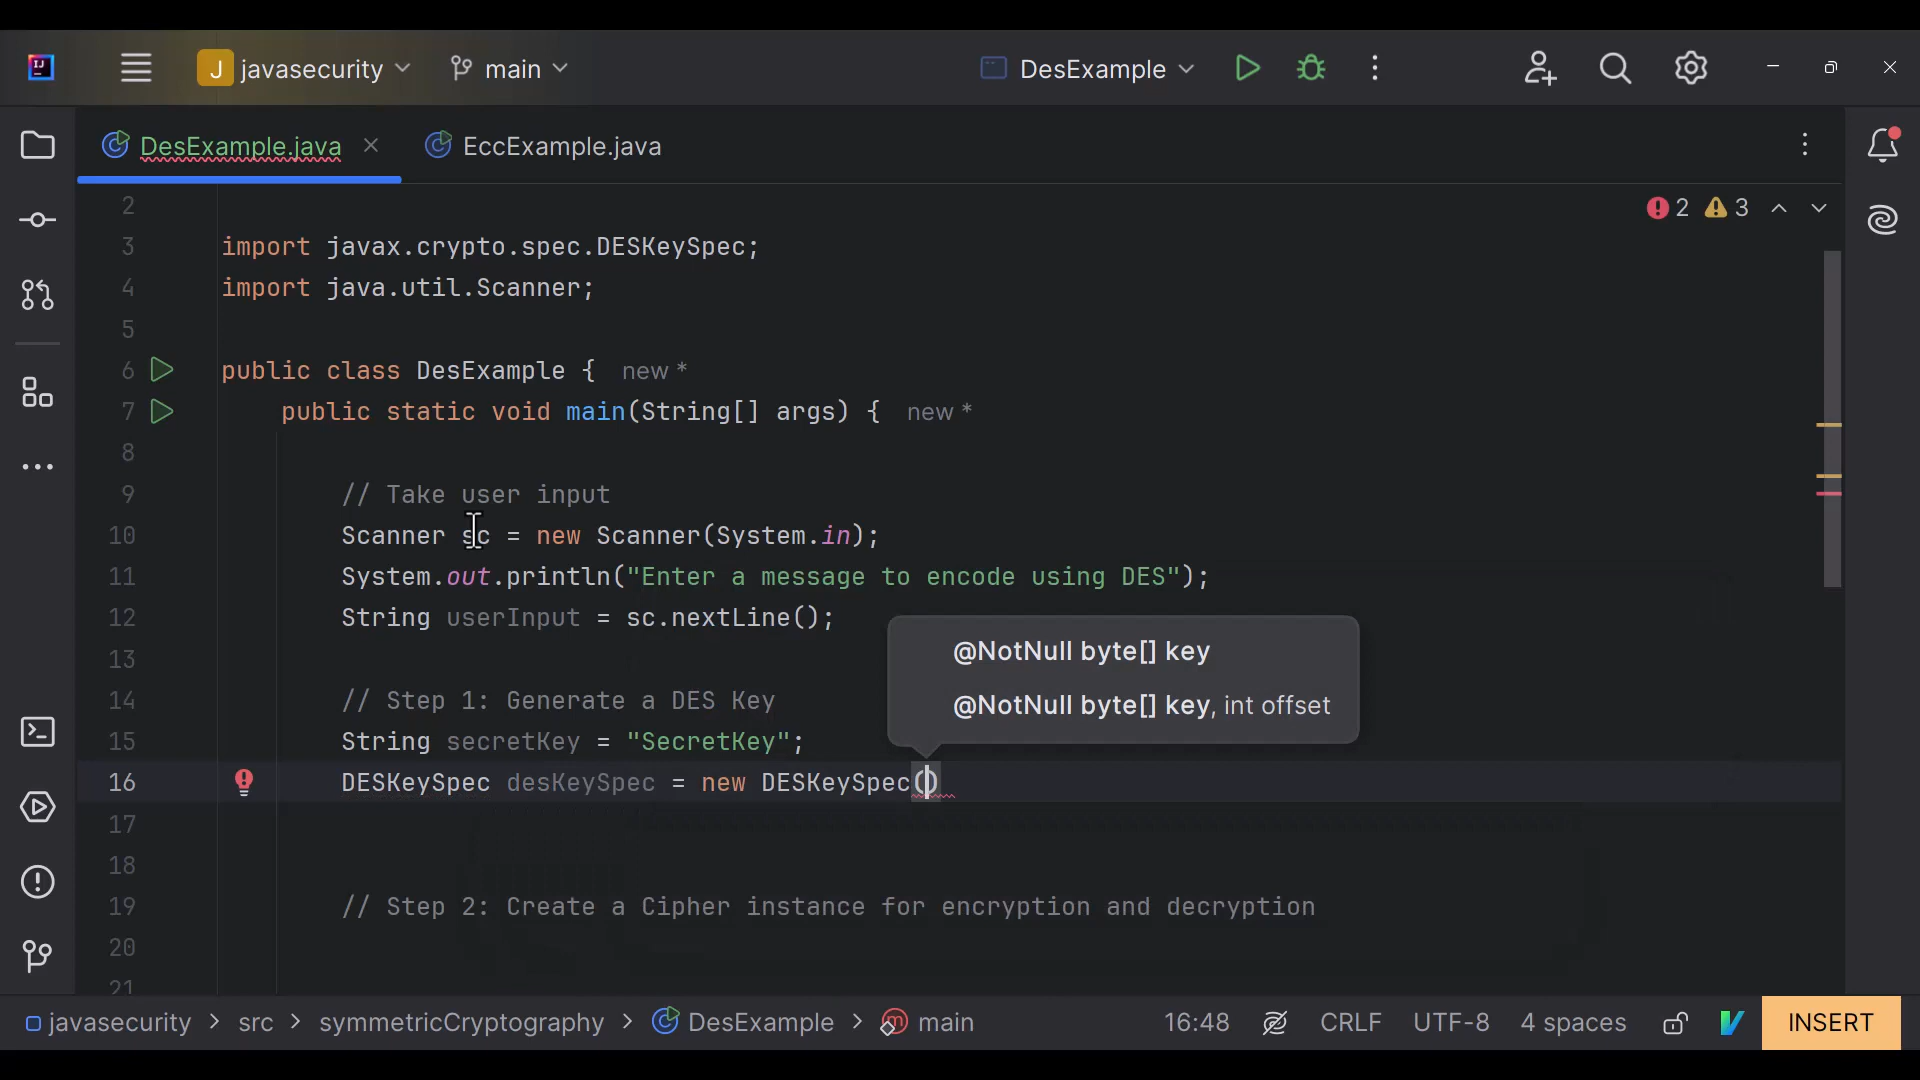 IJ
J javasecurity main DesExample
DesExample.java EccExample.java
2
2 3
3 import javax.crypto.spec.DESKeySpec;
4 import java.util.Scanner;
5
6 public class DesExample { new *
7 public static void main(String[] args) { new *
8
9 // Take user input
10 Scanner sc = new Scanner(System.in);
11 System.out.println("Enter a message to encode using DES");
12 String userInput = sc.nextLine();
13
@NotNull byte[] key
14 // Step 1: Generate a DES Key
@NotNull byte[] key, int offset
15 String secretKey = "SecretKey";
16 DESKeySpec desKeySpec = new DESKeySpec()
17
18
19 // Step 2: Create a Cipher instance for encryption and decryption
20
21
javasecurity > src > symmetricCryptography > DesExample > main 16:48 CRLF UTF-8 4 spaces INSERT